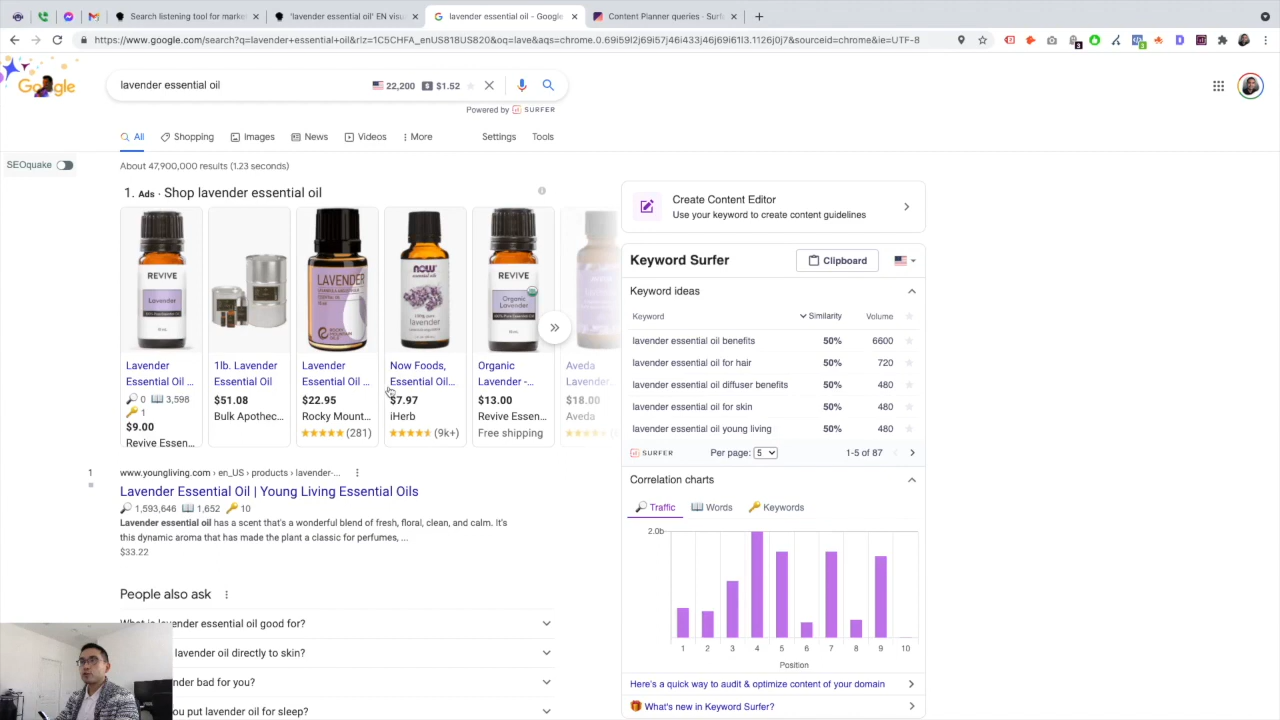 Search listening tool for marke
'lavender essential oil' EN visu
lavender essential oil - Google
Content Planner queries - Surf
https://www.google.com/search?q=lavender+essential+oil&rlz=1C5CHFA_enUS818US820&oq=lave&aqs=chrome.0.69i59l2j69i57j46i433j46j69i61l3.1126j0j7&sourceid=chrome&ie=UTF-8
lavender essential oil
22,200
$1.52
Powered by SURFER
All
Shopping
Images
News
Videos
More
Settings
Tools
SEOquake
About 47,900,000 results (1.23 seconds)
1. Ads · Shop lavender essential oil
REVIVE
Lavender
LAVENDER
now
lavender
REVIVE
Organic
Lavender
Lavender
Essential Oil ...
0 3,598
1
$9.00
Revive Essen...
1lb. Lavender
Essential Oil
$51.08
Bulk Apothec...
Lavender
Essential Oil ...
$22.95
Rocky Mount...
(281)
Now Foods,
Essential Oil...
$7.97
iHerb
(9k+)
Organic
Lavender -...
$13.00
Revive Essen...
Free shipping
Aveda
Lavender...
$18.00
Aveda
1
www.youngliving.com › en_US › products › lavender-...
Lavender Essential Oil | Young Living Essential Oils
1,593,646 1,652 10
Lavender essential oil has a scent that's a wonderful blend of fresh, floral, clean, and calm. It's
this dynamic aroma that has made the plant a classic for perfumes, ...
$33.22
People also ask
What is lavender essential oil good for?
lavender oil directly to skin?
nder bad for you?
you put lavender oil for sleep?
Create Content Editor
Use your keyword to create content guidelines
Keyword Surfer
Clipboard
Keyword ideas
Keyword Similarity Volume
lavender essential oil benefits 50% 6600
lavender essential oil for hair 50% 720
lavender essential oil diffuser benefits 50% 480
lavender essential oil for skin 50% 480
lavender essential oil young living 50% 480
SURFER
Per page: 5
1-5 of 87
Correlation charts
Traffic
Words
Keywords
2.0b
1 2 3 4 5 6 7 8 9 10
Position
Here's a quick way to audit & optimize content of your domain
What's new in Keyword Surfer?